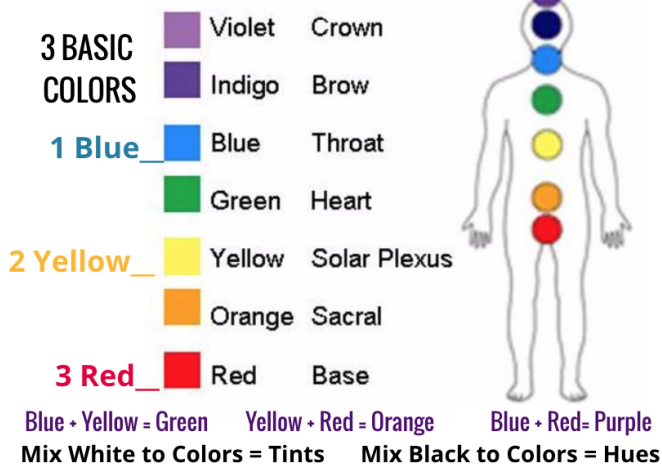 3 BASIC
COLORS
Violet Crown
Indigo Brow
1 Blue_ Blue Throat
Green Heart
2 Yellow_ Yellow Solar Plexus
Orange Sacral
3 Red_ Red Base
Blue + Yellow = Green Yellow + Red = Orange Blue + Red= Purple
Mix White to Colors = Tints Mix Black to Colors = Hues